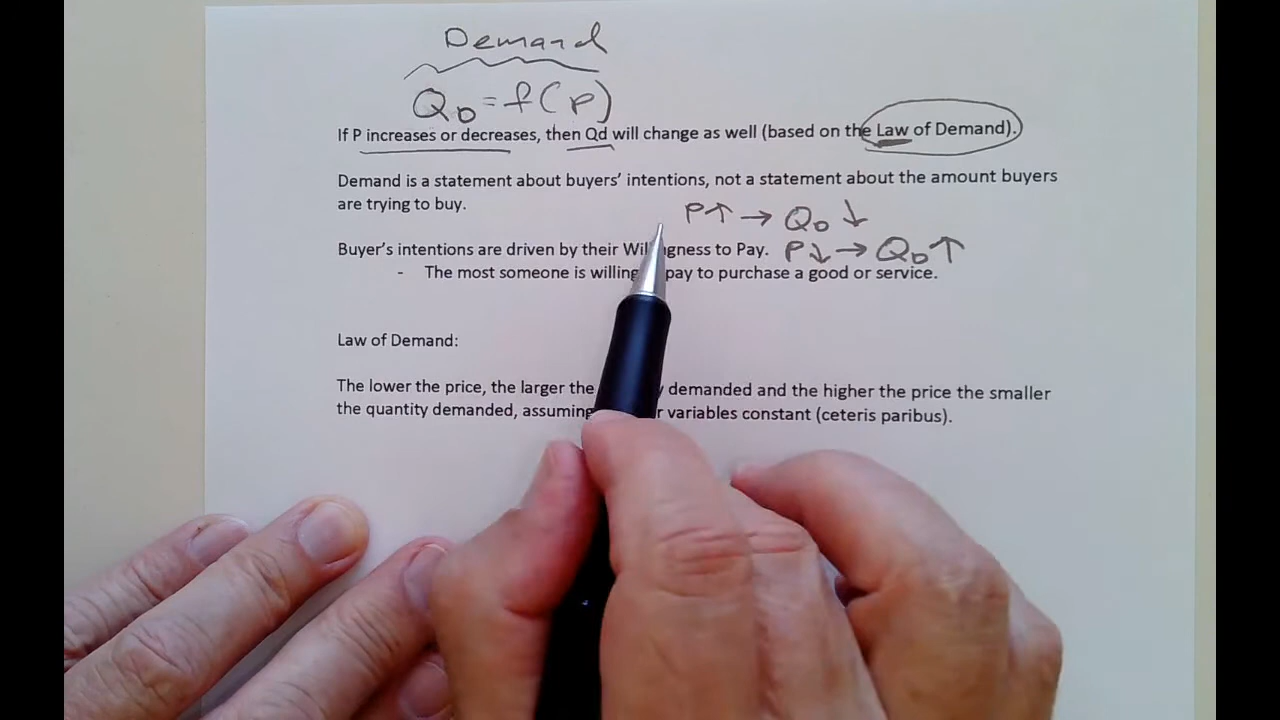 Demand
QD = f(P)
If P increases or decreases, then Qd will change as well (based on the Law of Demand).
Demand is a statement about buyers' intentions, not a statement about the amount buyers
are trying to buy.
P↑ → QD ↓
Buyer's intentions are driven by their Willingness to Pay. P↓ → QD↑
- The most someone is willing pay to purchase a good or service.
Law of Demand:
The lower the price, the larger the demanded and the higher the price the smaller
the quantity demanded, assuming variables constant (ceteris paribus).